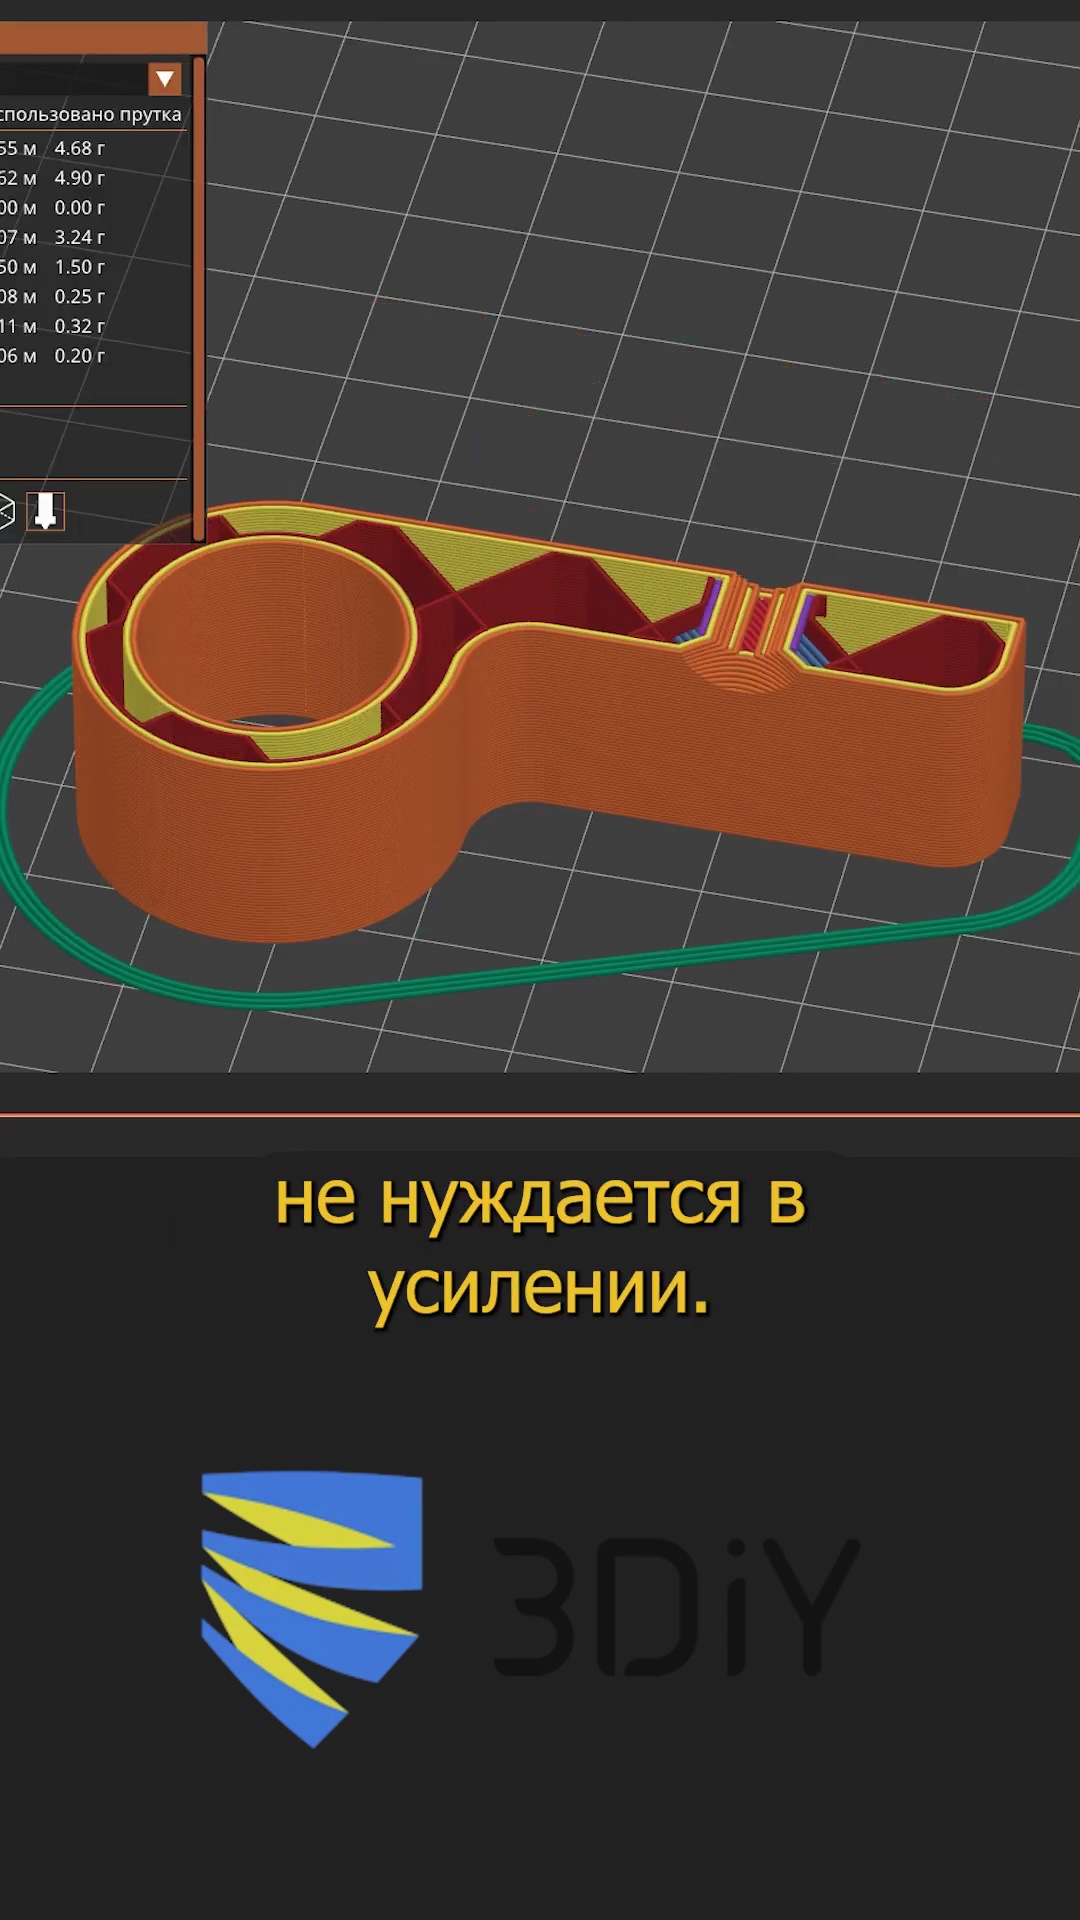 спользовано прутка
55 м 4.68 г
62 м 4.90 г
00 м 0.00 г
07 м 3.24 г
50 м 1.50 г
08 м 0.25 г
11 м 0.32 г
06 м 0.20 г
не нуждается в
усилении.
3DiY